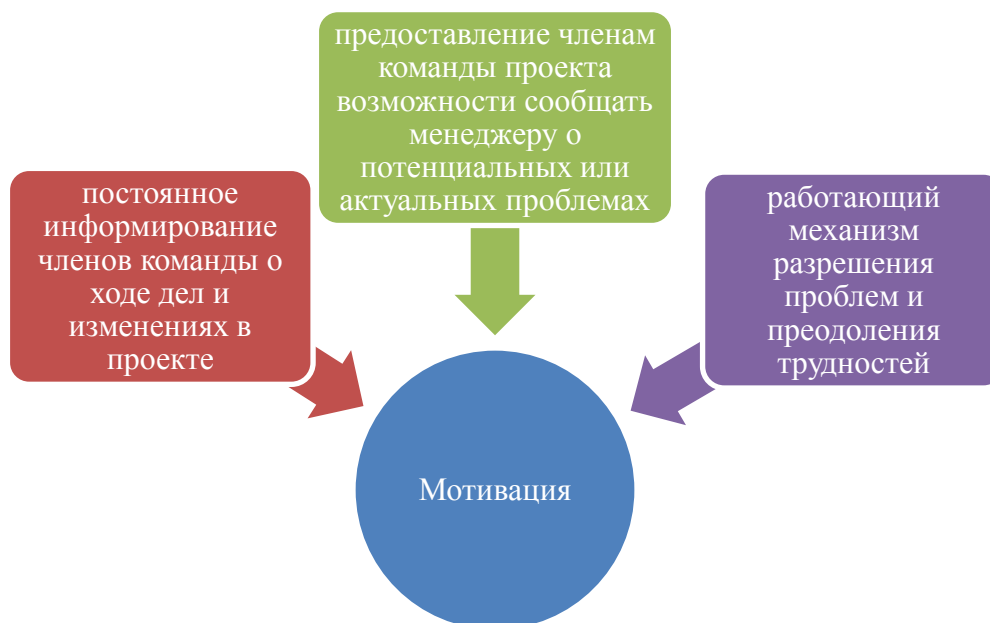 предоставление членам
команды проекта
возможности сообщать
менеджеру о
потенциальных или
актуальных проблемах
постоянное
информирование
членов команды о
ходе дел и
изменениях в
проекте
работающий
механизм
разрешения
проблем и
преодоления
трудностей
Мотивация